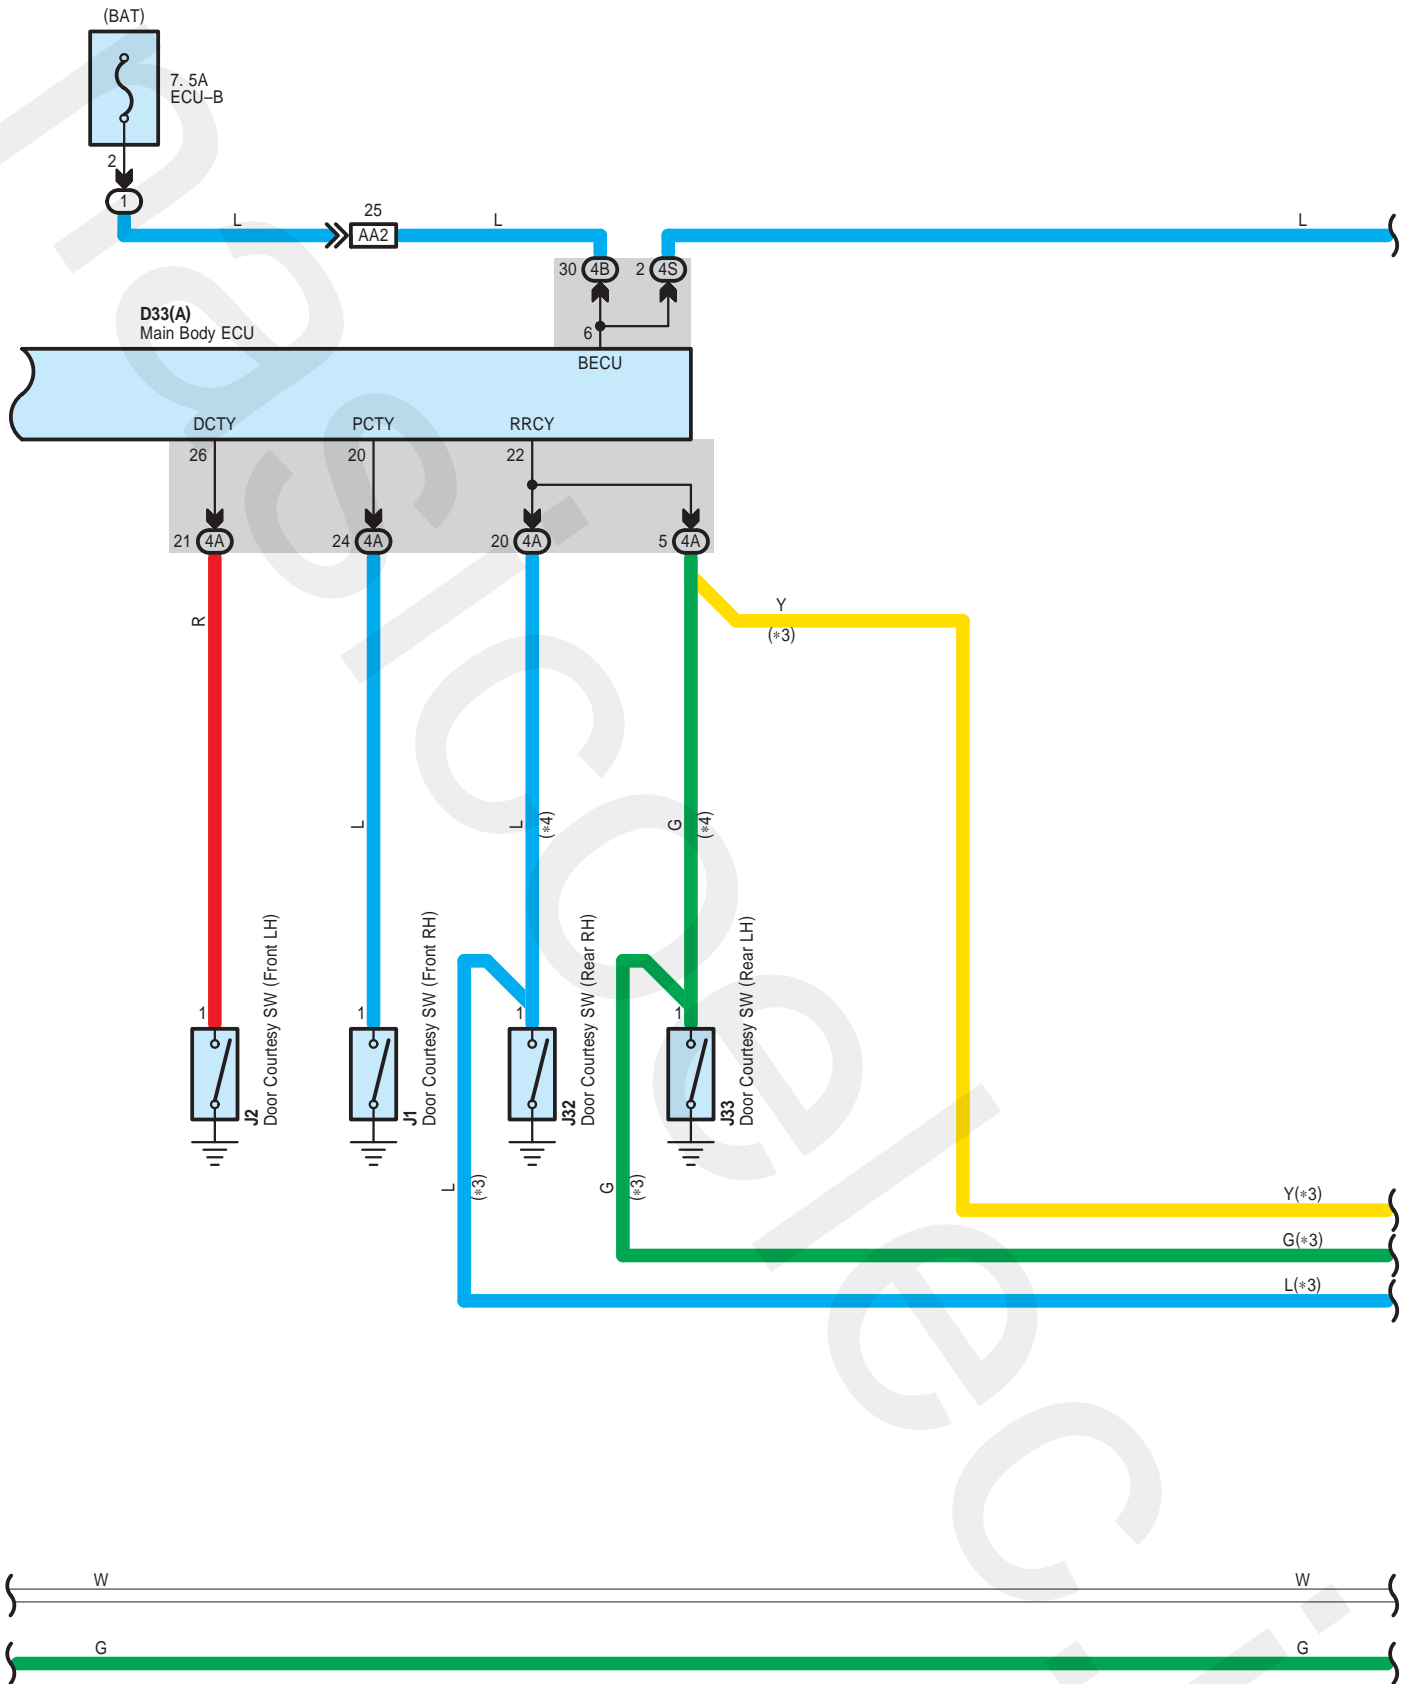 (BAT)
7. 5A
ECU–B
2
1
L
25
AA2
L
L
30
4B
2
4S
D33(A)
Main Body ECU
6
BECU
DCTY
PCTY
RRCY
26
20
22
21
4A
24
4A
20
4A
5
4A
R
Y
(*3)
L
L
(*4)
G
(*4)
1
J2
Door Courtesy SW (Front LH)
1
J1
Door Courtesy SW (Front RH)
1
J32
Door Courtesy SW (Rear RH)
1
J33
Door Courtesy SW (Rear LH)
L
(*3)
G
(*3)
Y(*3)
G(*3)
L(*3)
W
W
G
G